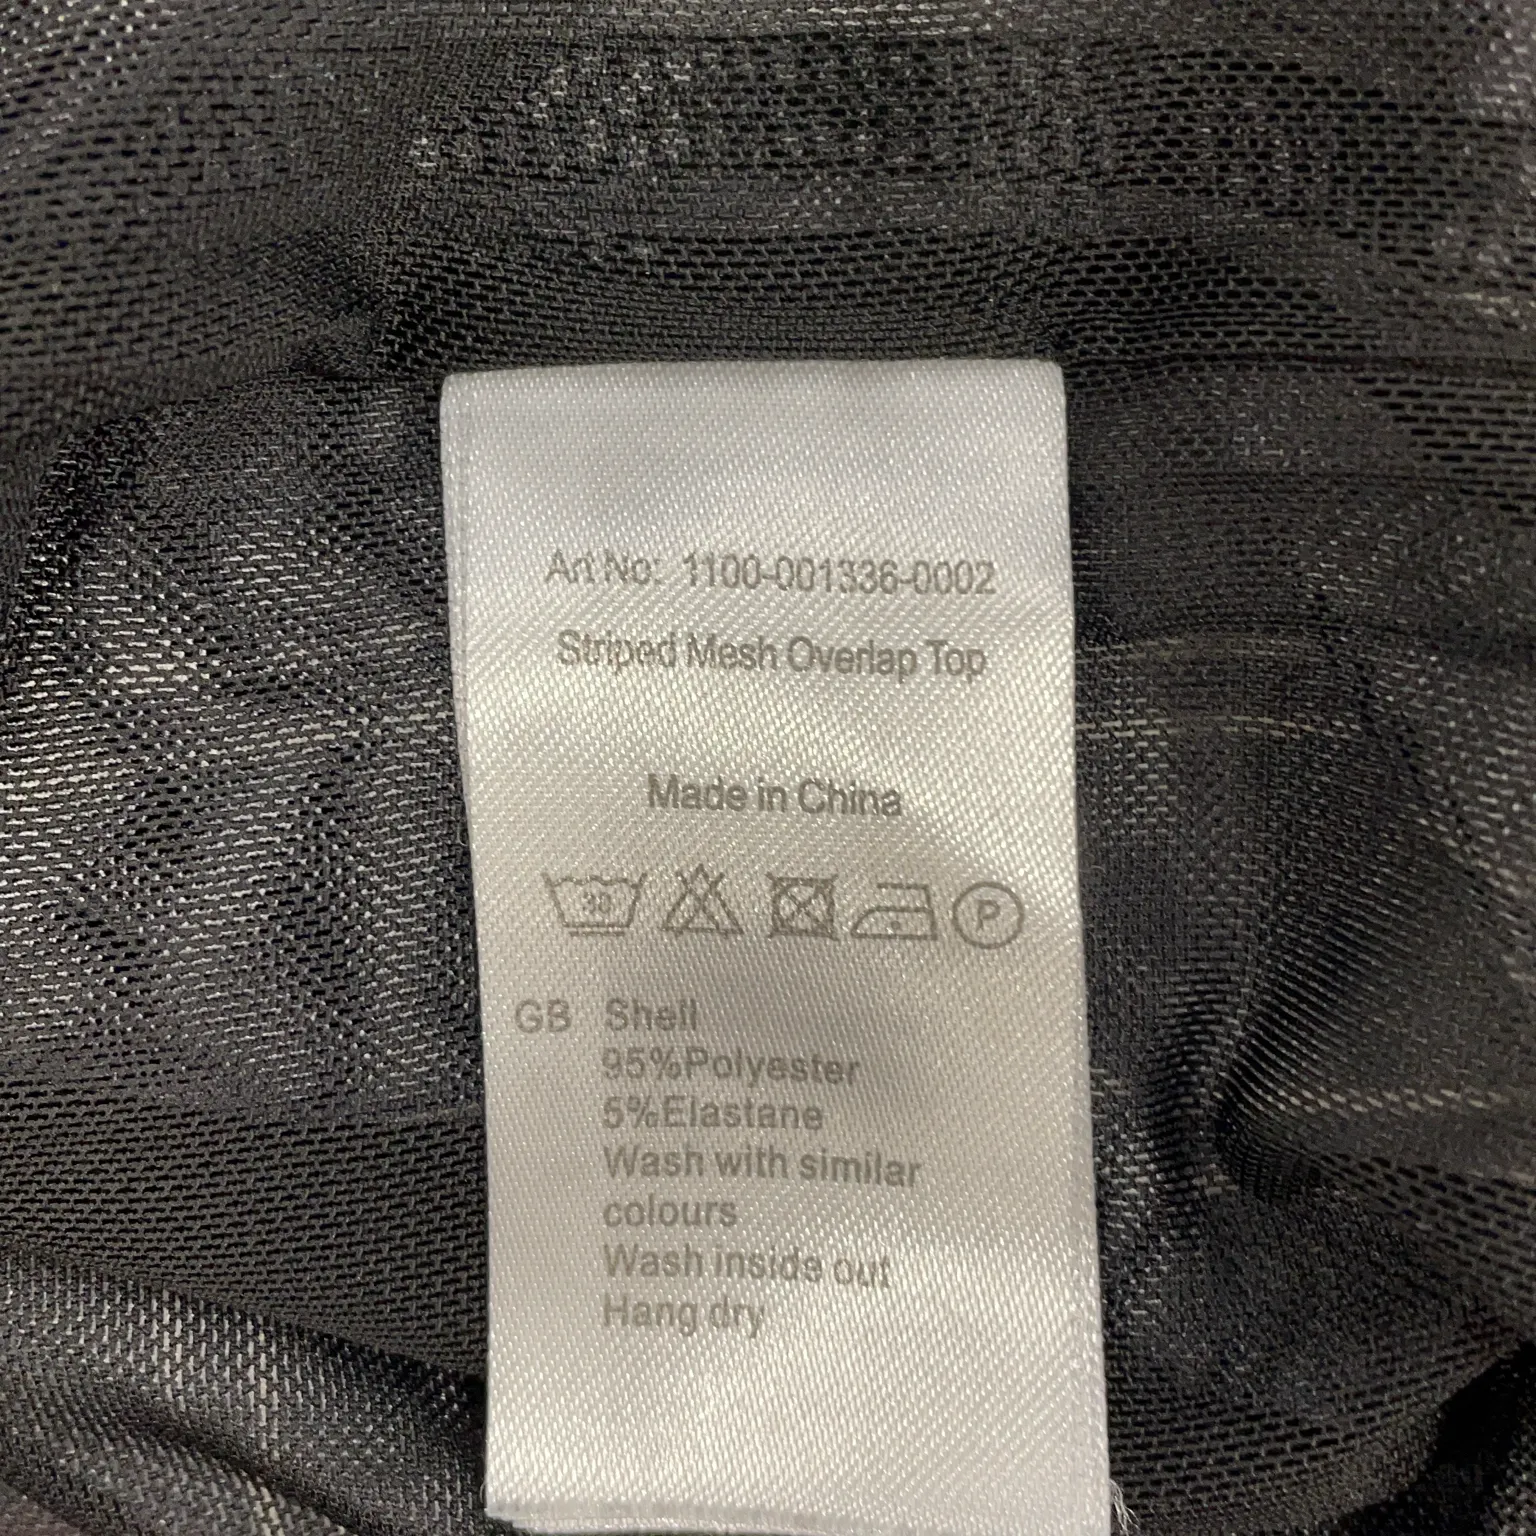 Art No: 1100-001336-0002
Striped Mesh Overlap Top
Made in China
30 P
GB Shell
95%Polyester
5%Elastane
Wash with similar
colours
Wash inside out
Hang dry